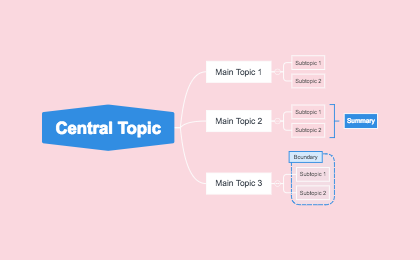 Central Topic
Main Topic 1
Subtopic 1
Subtopic 2
Main Topic 2
Subtopic 1
Subtopic 2
Summary
Main Topic 3
Boundary
Subtopic 1
Subtopic 2